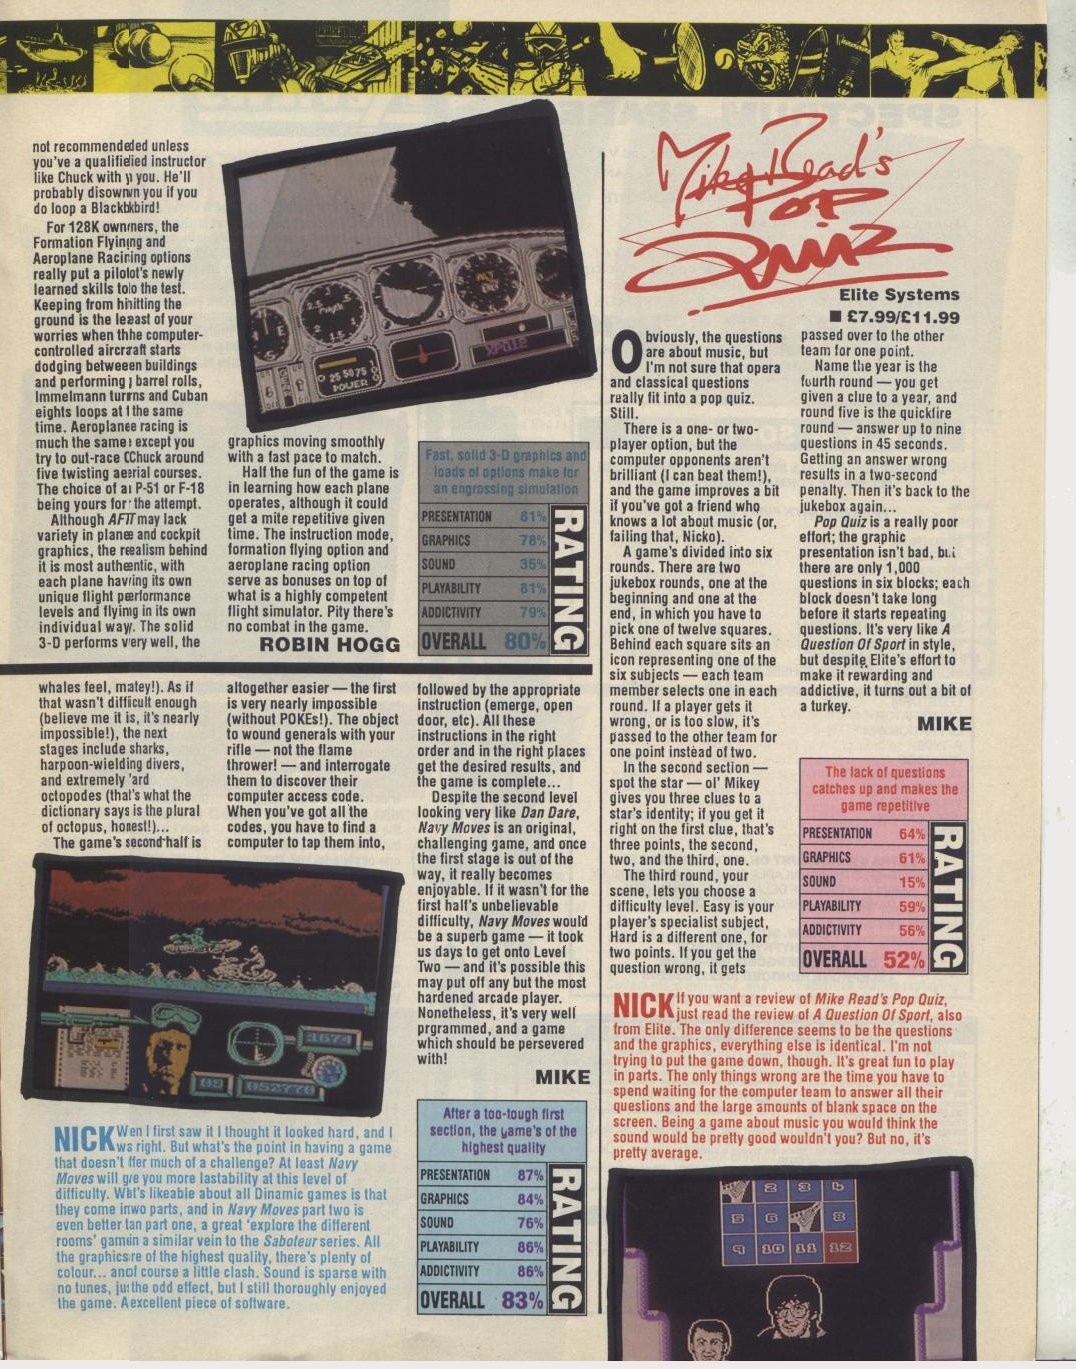 not recommended unless
you've a qualified instructor
like Chuck with you. He'll
probably disown you if you
do loop a Blackbird!
For 128K owners, the
Formation Flying and
Aeroplane Racing options
really put a pilot's newly
learned skills to the test.
Keeping from hitting the
ground is the least of your
worries when the computer-
controlled aircraft starts
dodging between buildings
and performing barrel rolls,
Immelmann turns and Cuban
eights loops at the same
time. Aeroplane racing is
much the same except you
try to out-race Chuck around
five twisting aerial courses.
The choice of a P-51 or F-18
being yours for the attempt.
Although AFT may lack
variety in plane and cockpit
graphics, the realism behind
it is most authentic, with
each plane having its own
unique flight performance
levels and flying in its own
individual way. The solid
3-D performs very well, the
graphics moving smoothly
with a fast pace to match.
Half the fun of the game is
in learning how each plane
operates, although it could
get a mite repetitive given
time. The instruction mode,
formation flying option and
aeroplane racing option
serve as bonuses on top of
what is a highly competent
flight simulator. Pity there's
no combat in the game.
ROBIN HOGG
Fast, solid 3-D graphics and
loads of options make for
an engrossing simulation
PRESENTATION 81%
GRAPHICS 78%
SOUND 35%
PLAYABILITY 81%
ADDICTIVITY 79%
OVERALL 80%
RATING
whales feel, matey!). As if
that wasn't difficult enough
(believe me it is, it's nearly
impossible!), the next
stages include sharks,
harpoon-wielding divers,
and extremely 'ard
octopodes (that's what the
dictionary says is the plural
of octopus, honest!)...
The game's second half is
altogether easier — the first
is very nearly impossible
(without POKEs!). The object
to wound generals with your
rifle — not the flame
thrower! — and interrogate
them to discover their
computer access code.
When you've got all the
codes, you have to find a
computer to tap them into,
followed by the appropriate
instruction (emerge, open
door, etc). All these
instructions in the right
order and in the right places
get the desired results, and
the game is complete...
Despite the second level
looking very like Dan Dare,
Navy Moves is an original,
challenging game, and once
the first stage is out of the
way, it really becomes
enjoyable. If it wasn't for the
first half's unbelievable
difficulty, Navy Moves would
be a superb game — it took
us days to get onto Level
Two — and it's possible this
may put off any but the most
hardened arcade player.
Nonetheless, it's very well
prgrammed, and a game
which should be persevered
with!
MIKE
NICK Wen I first saw it I thought it looked hard, and I
ws right. But what's the point in having a game
that doesn't ffer much of a challenge? At least Navy
Moves will gve you more lastability at this level of
difficulty. Wht's likeable about all Dinamic games is that
they come inwo parts, and in Navy Moves part two is
even better tan part one, a great 'explore the different
rooms' gamin a similar vein to the Saboteur series. All
the graphicsre of the highest quality, there's plenty of
colour... anof course a little clash. Sound is sparse with
no tunes, juthe odd effect, but I still thoroughly enjoyed
the game. Aexcellent piece of software.
After a too-tough first
section, the game's of the
highest quality
PRESENTATION 87%
GRAPHICS 84%
SOUND 76%
PLAYABILITY 86%
ADDICTIVITY 86%
OVERALL 83%
RATING
Mike Read's
POP
QUIZ
Elite Systems
■ £7.99/£11.99
Obviously, the questions
are about music, but
I'm not sure that opera
and classical questions
really fit into a pop quiz.
Still.
There is a one- or two-
player option, but the
computer opponents aren't
brilliant (I can beat them!),
and the game improves a bit
if you've got a friend who
knows a lot about music (or,
failing that, Nicko).
A game's divided into six
rounds. There are two
jukebox rounds, one at the
beginning and one at the
end, in which you have to
pick one of twelve squares.
Behind each square sits an
icon representing one of the
six subjects — each team
member selects one in each
round. If a player gets it
wrong, or is too slow, it's
passed to the other team for
one point instead of two.
In the second section —
spot the star — ol' Mikey
gives you three clues to a
star's identity; if you get it
right on the first clue, that's
three points, the second,
two, and the third, one.
The third round, your
scene, lets you choose a
difficulty level. Easy is your
player's specialist subject,
Hard is a different one, for
two points. If you get the
question wrong, it gets
passed over to the other
team for one point.
Name the year is the
fourth round — you get
given a clue to a year, and
round five is the quickfire
round — answer up to nine
questions in 45 seconds.
Getting an answer wrong
results in a two-second
penalty. Then it's back to the
jukebox again...
Pop Quiz is a really poor
effort; the graphic
presentation isn't bad, but
there are only 1,000
questions in six blocks; each
block doesn't take long
before it starts repeating
questions. It's very like A
Question Of Sport in style,
but despite Elite's effort to
make it rewarding and
addictive, it turns out a bit of
a turkey.
MIKE
The lack of questions
catches up and makes the
game repetitive
PRESENTATION 64%
GRAPHICS 61%
SOUND 15%
PLAYABILITY 59%
ADDICTIVITY 56%
OVERALL 52%
RATING
NICK If you want a review of Mike Read's Pop Quiz,
just read the review of A Question Of Sport, also
from Elite. The only difference seems to be the questions
and the graphics, everything else is identical. I'm not
trying to put the game down, though. It's great fun to play
in parts. The only things wrong are the time you have to
spend waiting for the computer team to answer all their
questions and the large amounts of blank space on the
screen. Being a game about music you would think the
sound would be pretty good wouldn't you? But no, it's
pretty average.
2 3
5 6 8
9 10 11 12
0 25 50 75 100
POWER